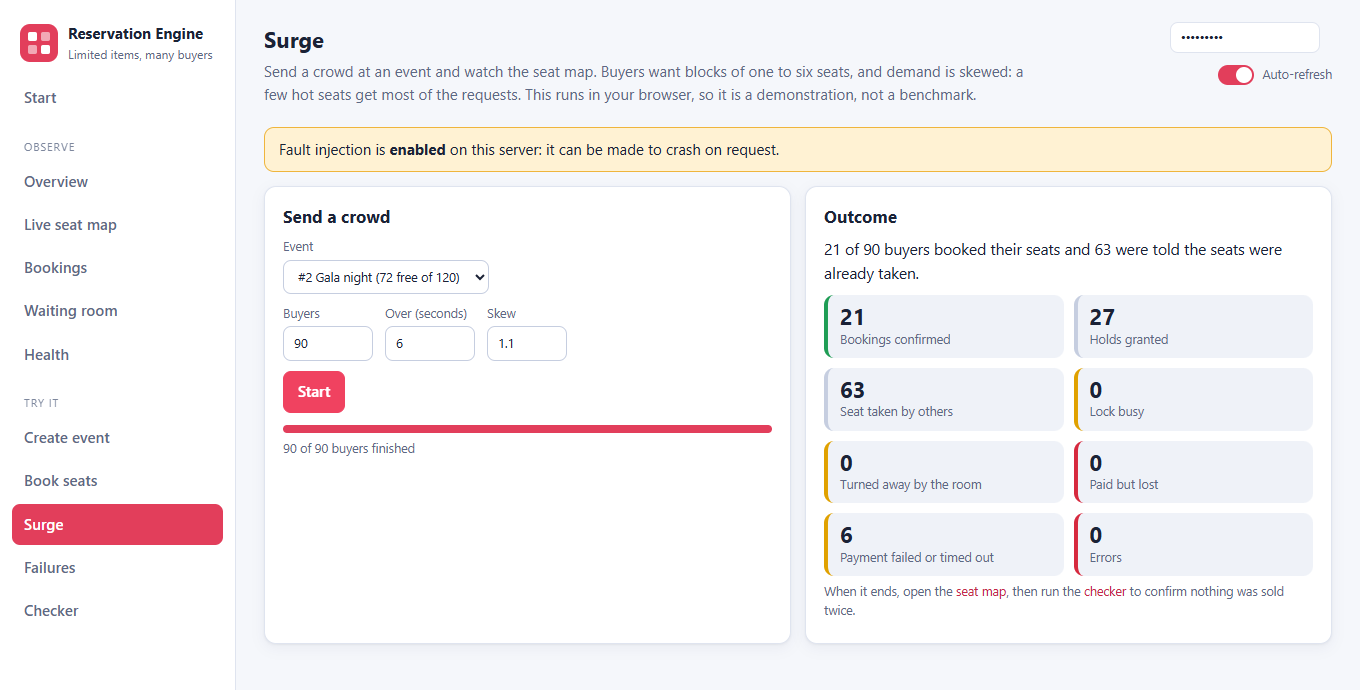 Reservation Engine
Limited items, many buyers
Start
OBSERVE
Overview
Live seat map
Bookings
Waiting room
Health
TRY IT
Create event
Book seats
Surge
Failures
Checker
Surge
Send a crowd at an event and watch the seat map. Buyers want blocks of one to six seats, and demand is skewed: a
few hot seats get most of the requests. This runs in your browser, so it is a demonstration, not a benchmark.
•••••••••
Auto-refresh
Fault injection is enabled on this server: it can be made to crash on request.
Send a crowd
Event
#2 Gala night (72 free of 120)
Buyers
Over (seconds)
Skew
90
6
1.1
Start
90 of 90 buyers finished
Outcome
21 of 90 buyers booked their seats and 63 were told the seats were
already taken.
21
Bookings confirmed
27
Holds granted
63
Seat taken by others
0
Lock busy
0
Turned away by the room
0
Paid but lost
6
Payment failed or timed out
0
Errors
When it ends, open the seat map, then run the checker to confirm nothing was sold
twice.